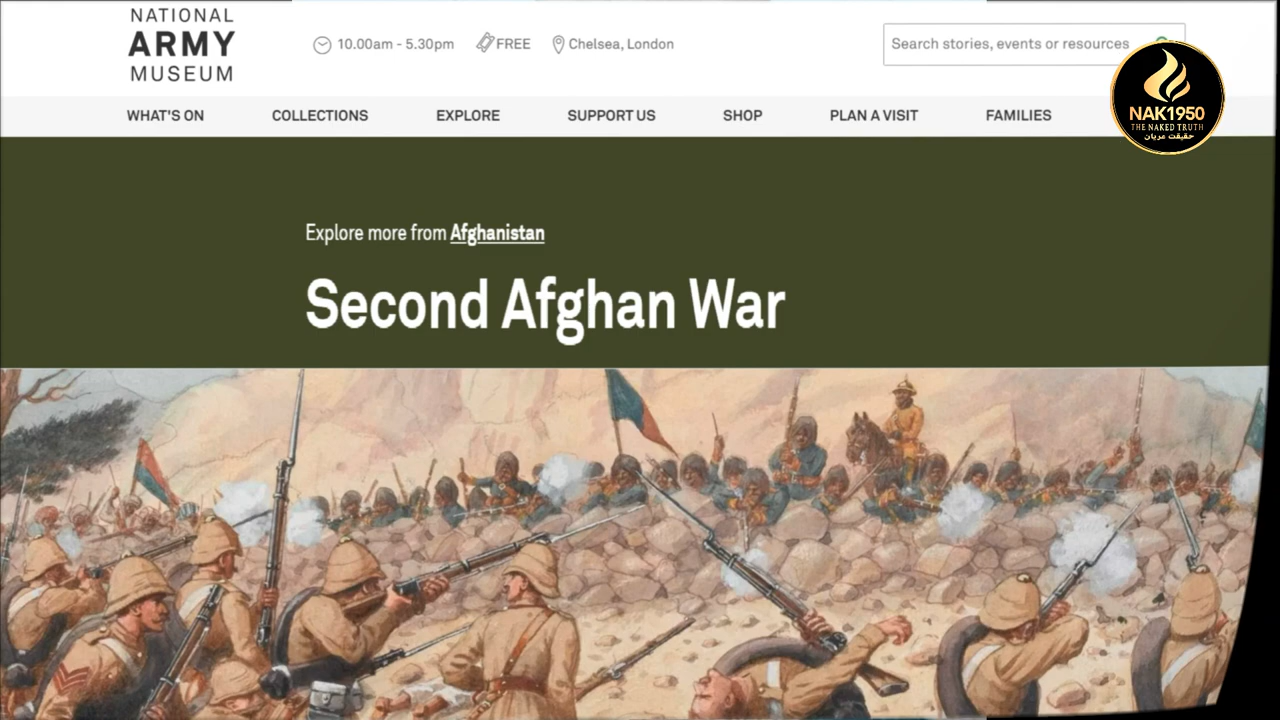 NATIONAL
ARMY
MUSEUM
10.00am - 5.30pm
FREE
Chelsea, London
Search stories, events or resources
WHAT'S ON
COLLECTIONS
EXPLORE
SUPPORT US
SHOP
PLAN A VISIT
FAMILIES
NAK1950
THE NAKED TRUTH
حقیقت عریان
Explore more from Afghanistan
Second Afghan War